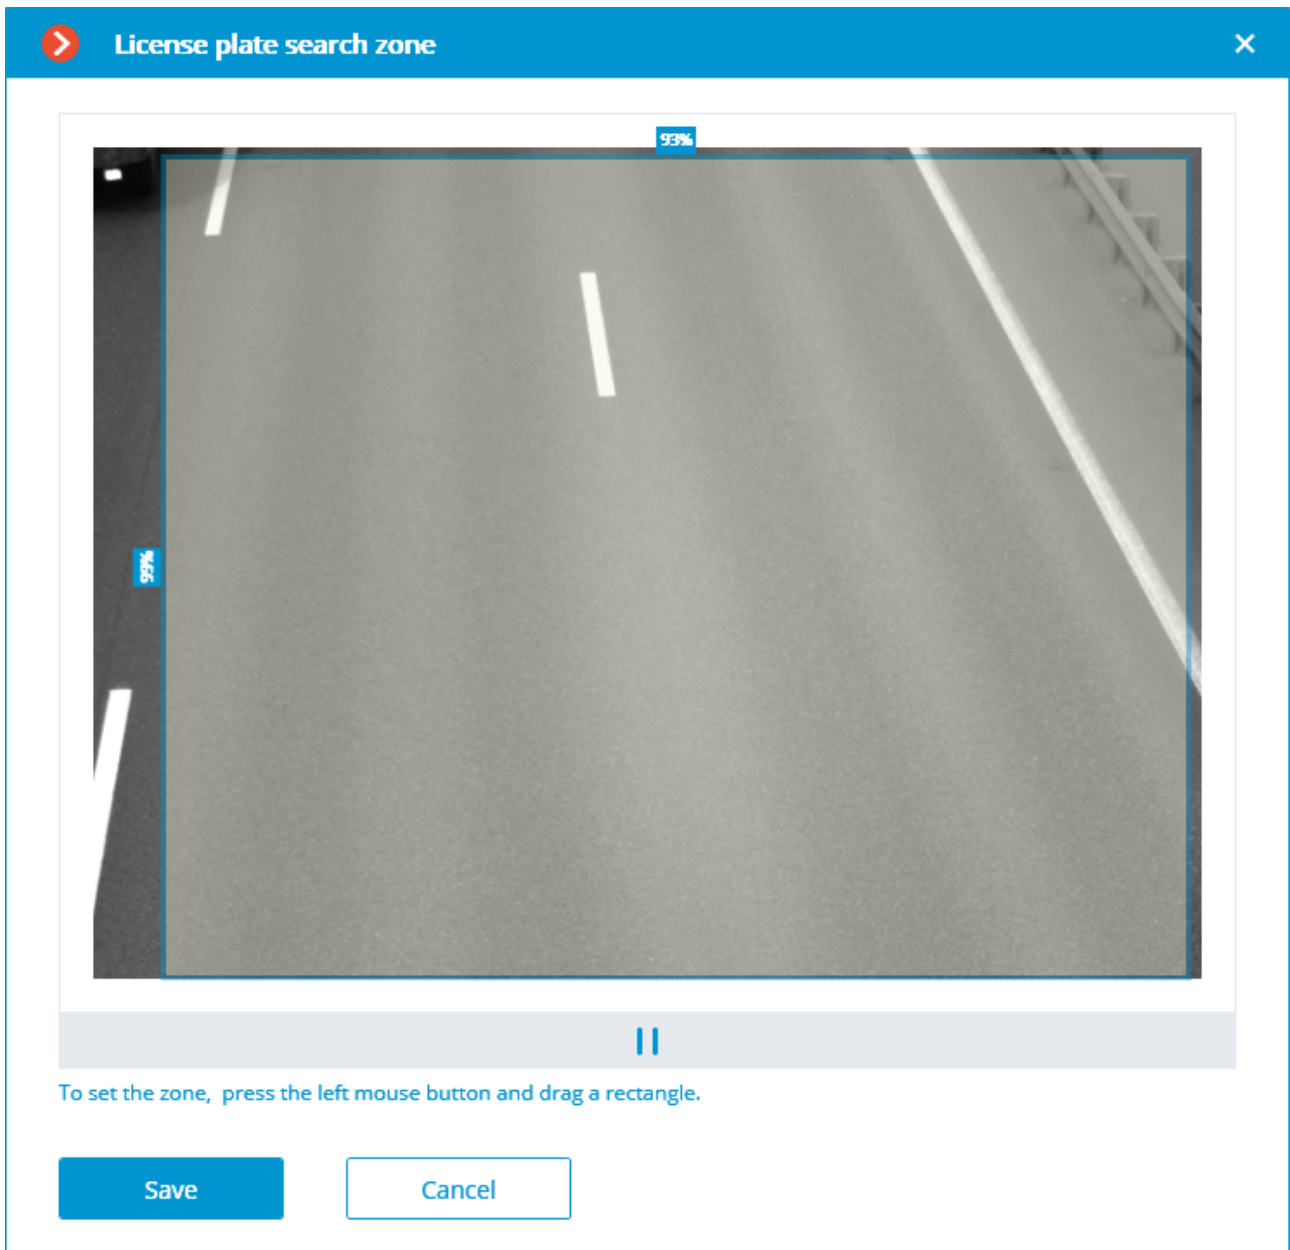 License plate search zone
93%
99%
To set the zone, press the left mouse button and drag a rectangle.
Save
Cancel